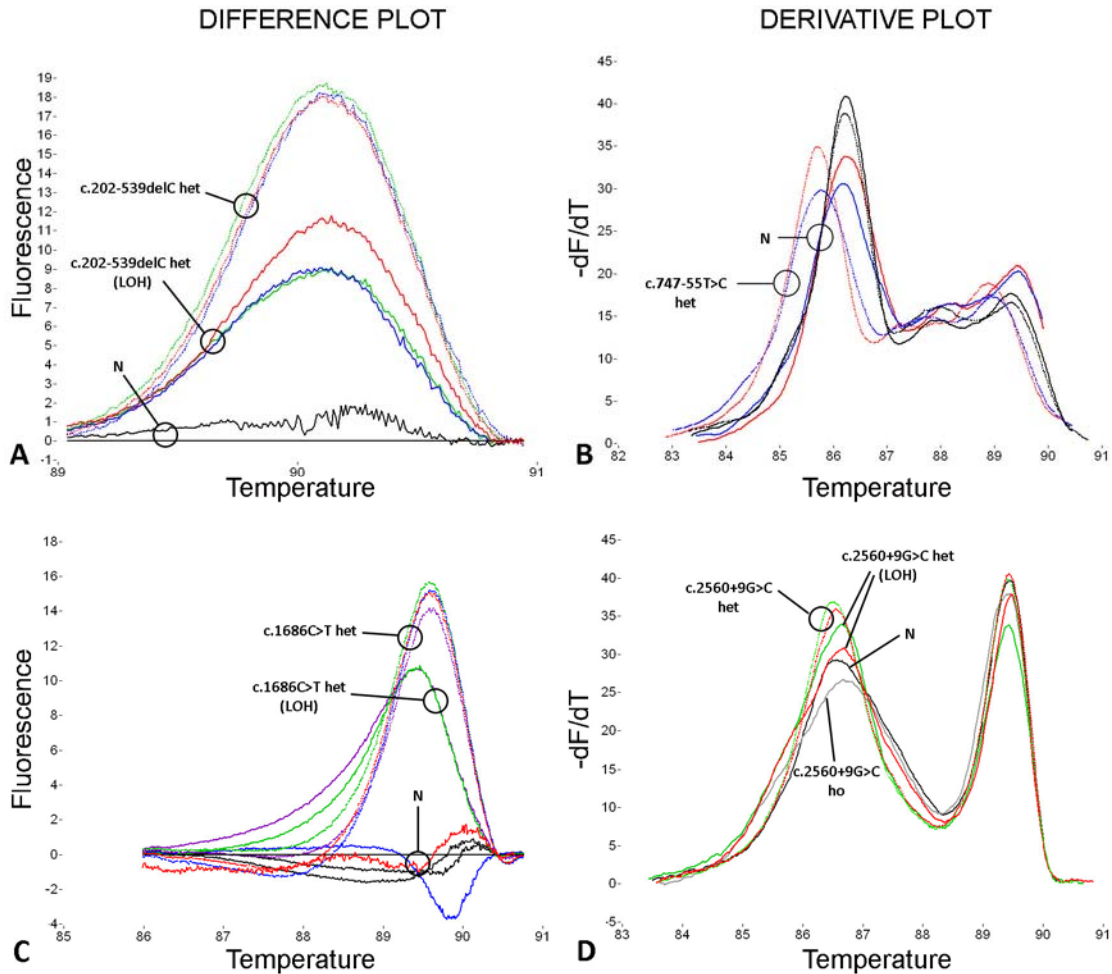 DIFFERENCE PLOT
DERIVATIVE PLOT
A
19-
18-
17-
16-
15-
14-
13-
12-
11-
10-
9-
8-
7-
6-
5-
4-
3-
2-
1-
0-
-1-
Fluorescence
c.202-539delC het
c.202-539delC het
(LOH)
N
89
90
91
Temperature
B
45-
40-
35-
30-
25-
20-
15-
10-
5-
0-
-dF/dT
N
c.747-55T>C
het
82
83
84
85
86
87
88
89
90
91
Temperature
C
18-
16-
14-
12-
10-
8-
6-
4-
2-
0-
-2-
-4-
Fluorescence
c.1686C>T het
c.1686C>T het
(LOH)
N
85
86
87
88
89
90
91
Temperature
D
45-
40-
35-
30-
25-
20-
15-
10-
5-
0-
-5-
-dF/dT
c.2560+9G>C het
(LOH)
c.2560+9G>C
het
N
c.2560+9G>C
ho
83
84
85
86
87
88
89
90
91
Temperature